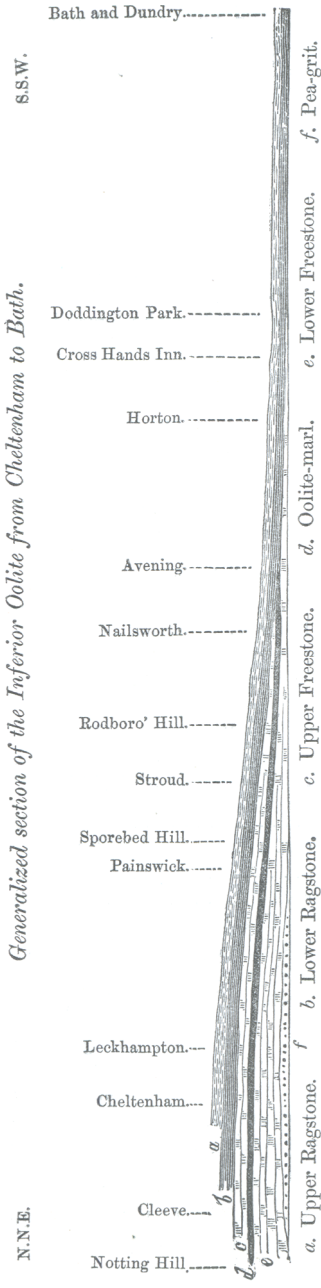 Generalized section of the Inferior Oolite from Cheltenham to Bath.
N.N.E.
S.S.W.
Notting Hill.
Cleeve.
Cheltenham.
Leckhampton.
Painswick.
Sporebed Hill.
Stroud.
Rodboro' Hill.
Nailsworth.
Avening.
Horton.
Cross Hands Inn.
Doddington Park.
Bath and Dundry.
a
b
c
d.
e
f
a. Upper Ragstone. b. Lower Ragstone. c. Upper Freestone. d. Oolite-marl. e. Lower Freestone. f. Pea-grit.